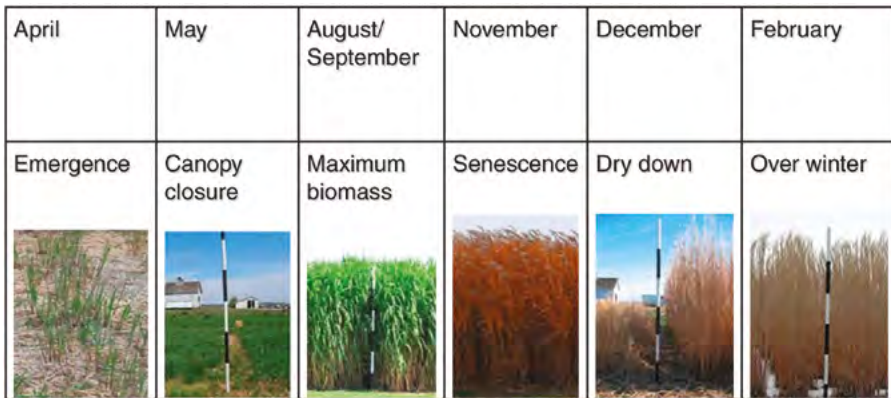 April
May
August/
September
November
December
February
Emergence
Canopy
closure
Maximum
biomass
Senescence
Dry down
Over winter